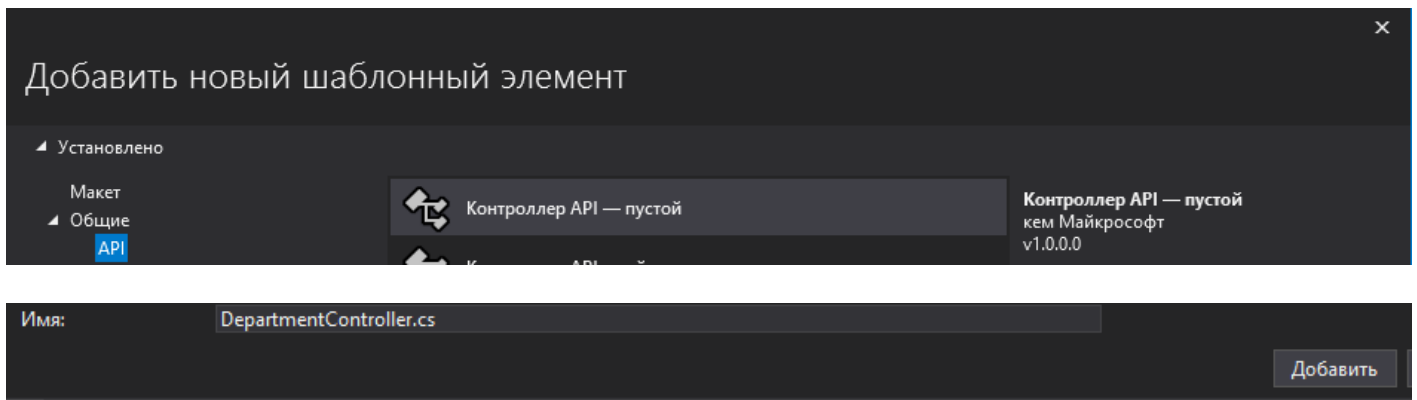 Добавить новый шаблонный элемент
Установлено
Макет
Общие
API
Контроллер API — пустой
Контроллер API — пустой
кем Майкрософт
v1.0.0.0
Имя:
DepartmentController.cs
Добавить